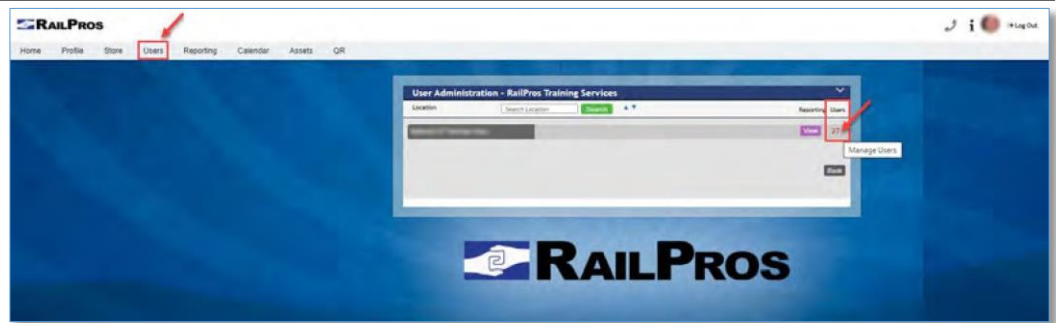 RAILPROS
Log Out
Home Profile Store Users Reporting Calendar Assets QR
User Administration - RailPros Training Services
Location Search Location Search Reporting Users
View 27
Manage Users
Back
RAILPROS